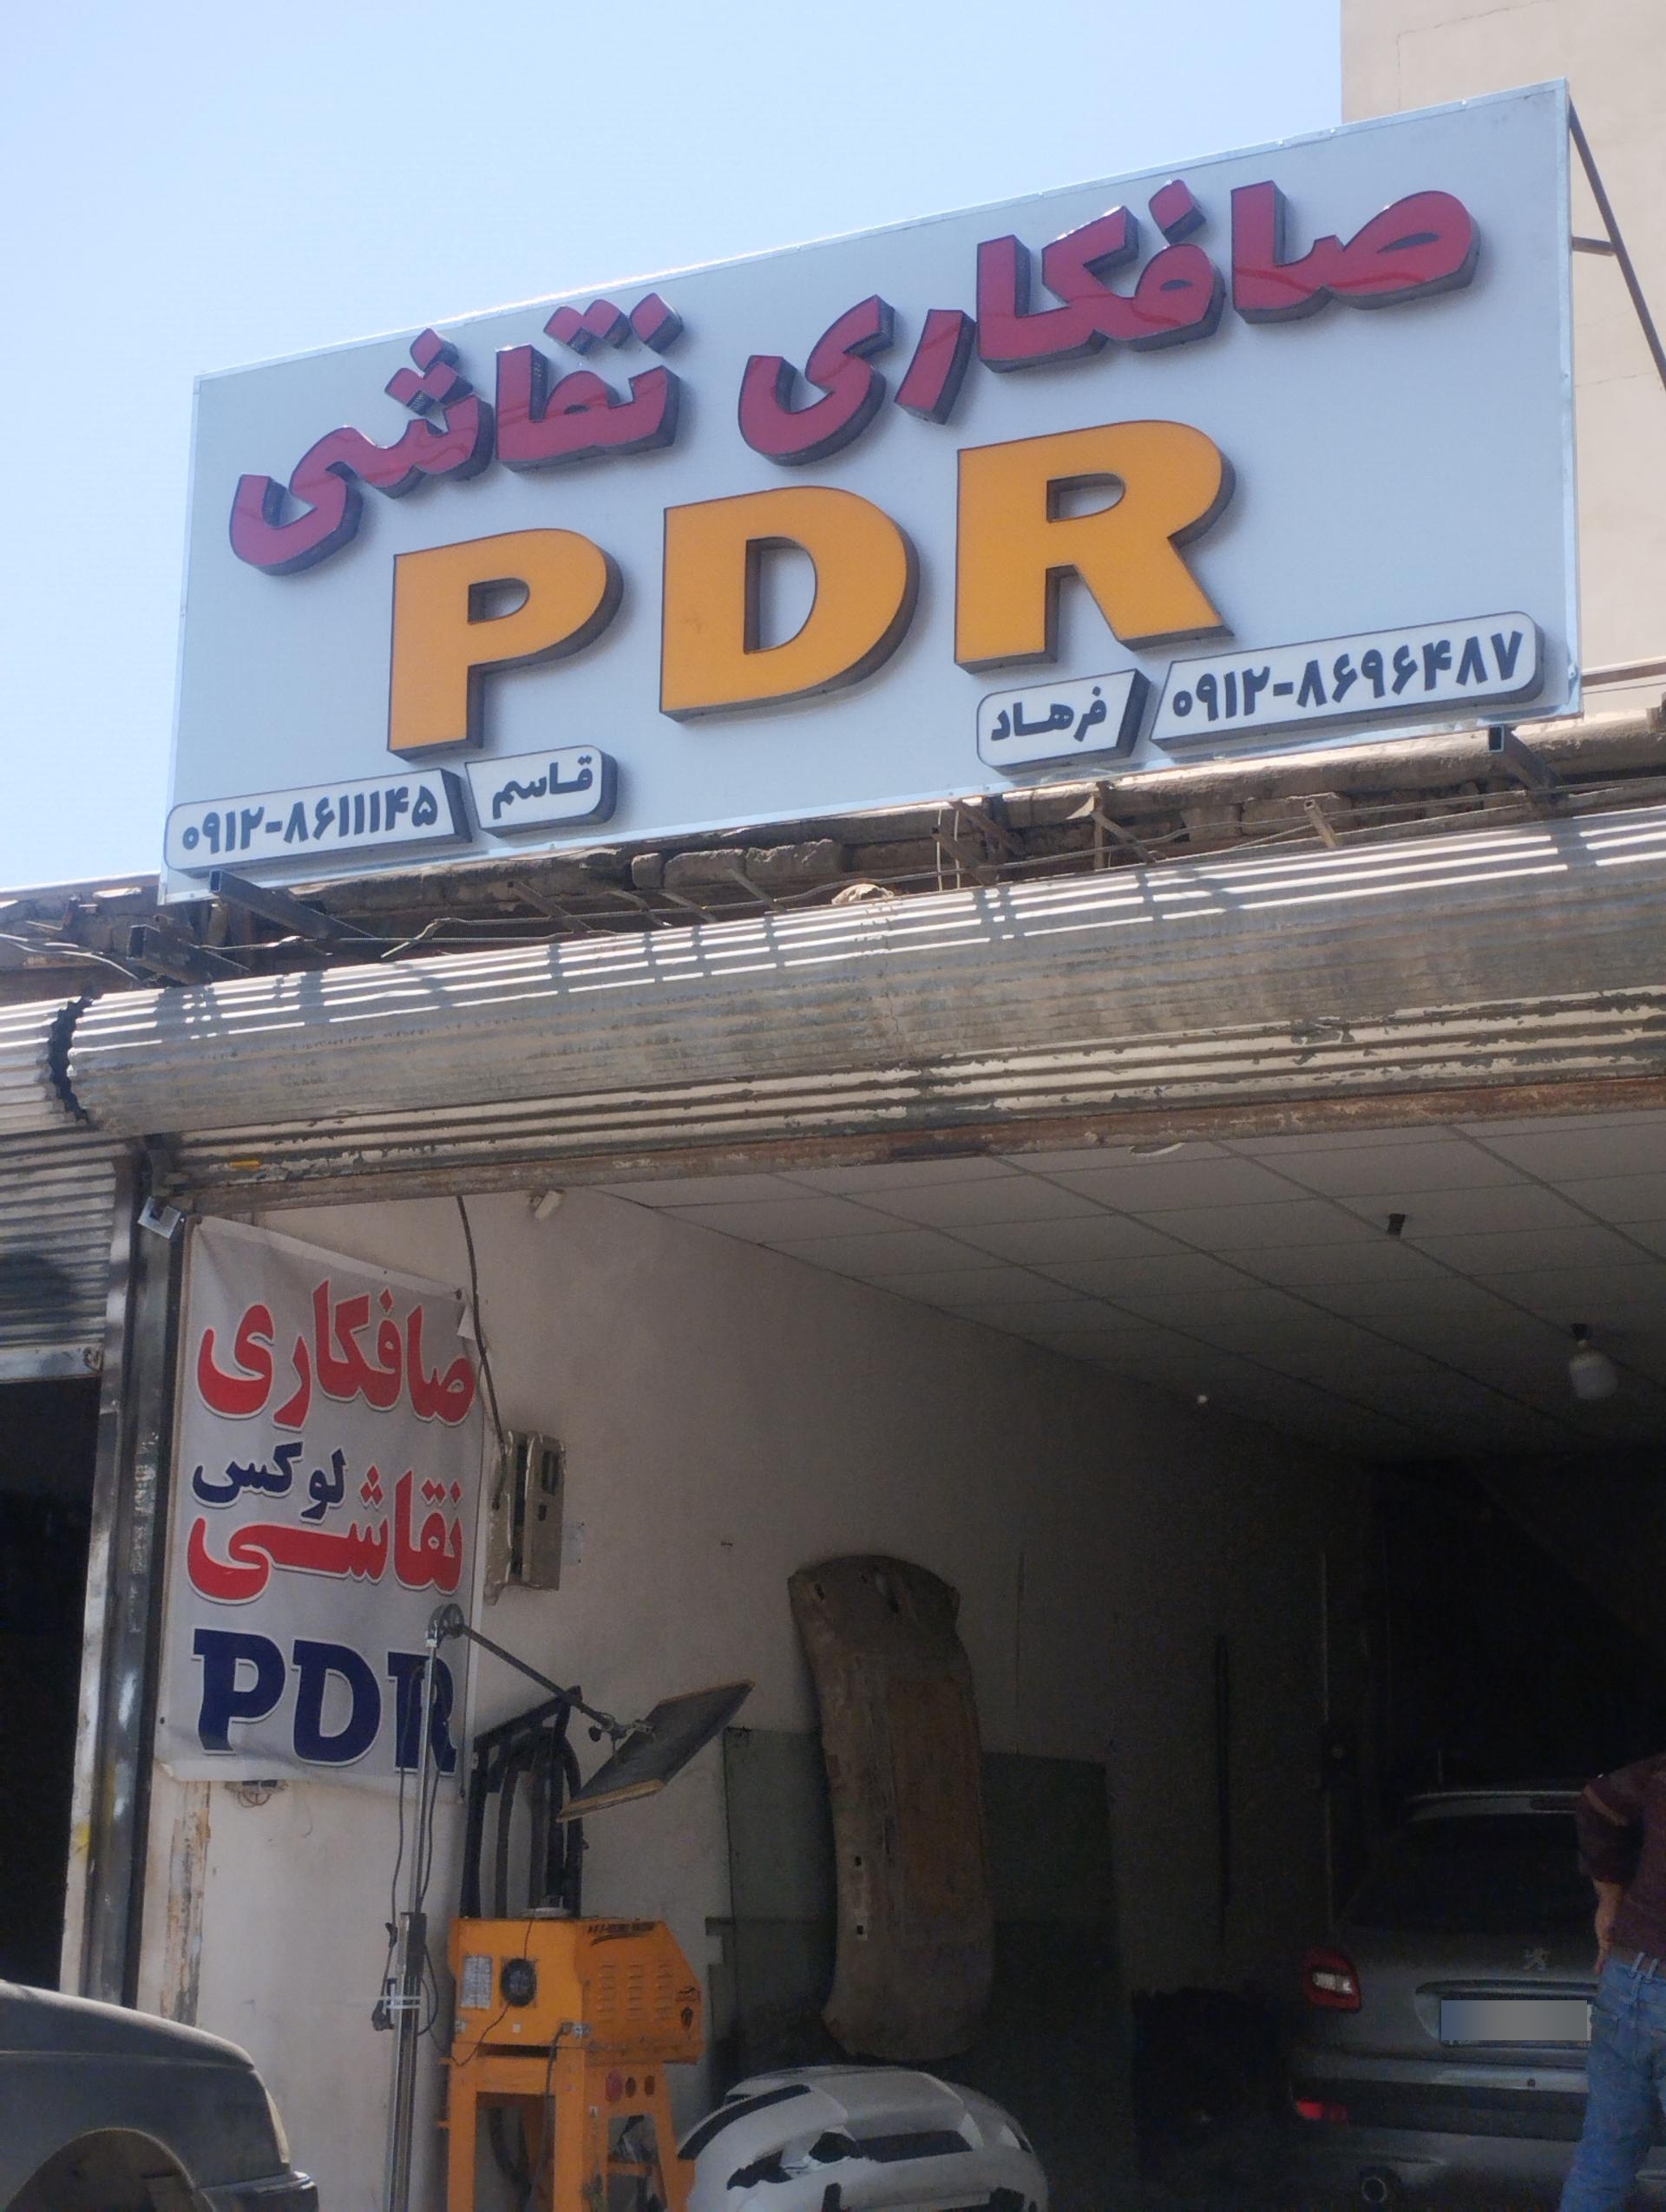 صافکاری نقاشی
PDR
فرهاد ۰۹۱۲-۸۶۹۶۴۸۷
قاسم ۰۹۱۲-۸۶۱۱۱۴۵
صافکاری
لوکس
نقاشی
PDR